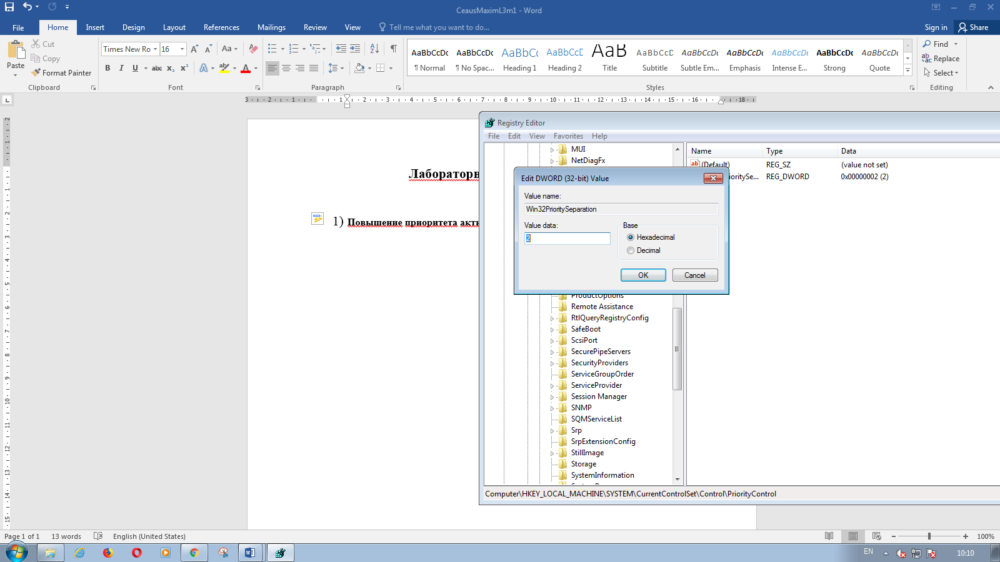 CeausMaximL3m1 - Word
File Home Insert Design Layout References Mailings Review View Tell me what you want to do... Sign in Share
Paste
Cut
Copy
Format Painter
Clipboard
Times New Ro 16
Font
Paragraph
AaBbCcDc AaBbCcDc AaBbCc AaBbCcD AaB AaBbCcD AaBbCcDc AaBbCcDc AaBbCcDc AaBbCcDc AaBbCcDc
¶ Normal ¶ No Spac... Heading 1 Heading 2 Title Subtitle Subtle Em... Emphasis Intense E... Strong Quote
Styles
Find
Replace
Select
Editing
Лабораторн
1) Повышение приоритета акти
Registry Editor
File Edit View Favorites Help
MUI
NetDiagFx
ProductOptions
Remote Assistance
RtlQueryRegistryConfig
SafeBoot
ScsiPort
SecurePipeServers
SecurityProviders
ServiceGroupOrder
ServiceProvider
Session Manager
SNMP
SQMServiceList
Srp
SrpExtensionConfig
StillImage
Storage
SystemInformation
Name Type Data
(Default) REG_SZ (value not set)
ioritySe... REG_DWORD 0x00000002 (2)
Edit DWORD (32-bit) Value
Value name:
Win32PrioritySeparation
Value data:
2
Base
Hexadecimal
Decimal
OK Cancel
Computer\HKEY_LOCAL_MACHINE\SYSTEM\CurrentControlSet\Control\PriorityControl
Page 1 of 1 13 words English (United States) 100%
EN 10:10